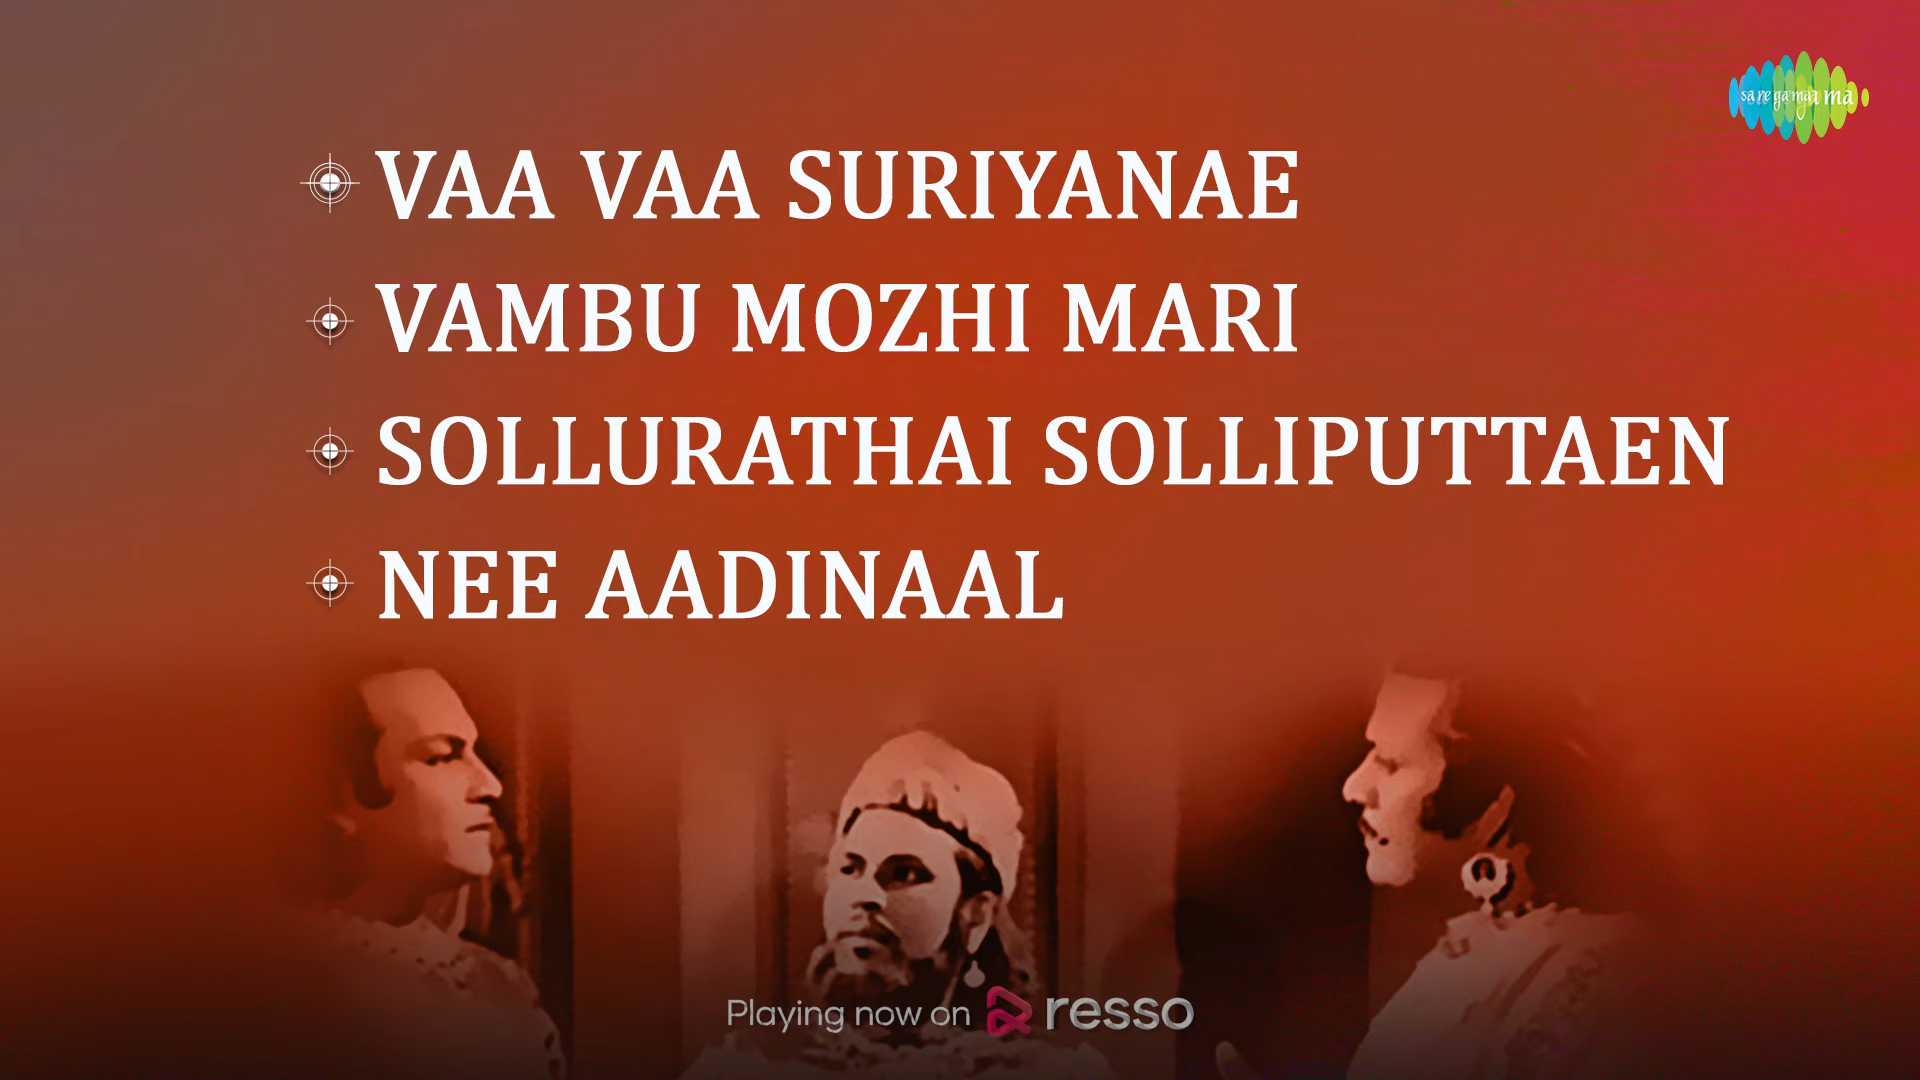 saregama
VAA VAA SURIYANAE
VAMBU MOZHI MARI
SOLLURATHAI SOLLIPUTTAEN
NEE AADINAAL
Playing now on resso